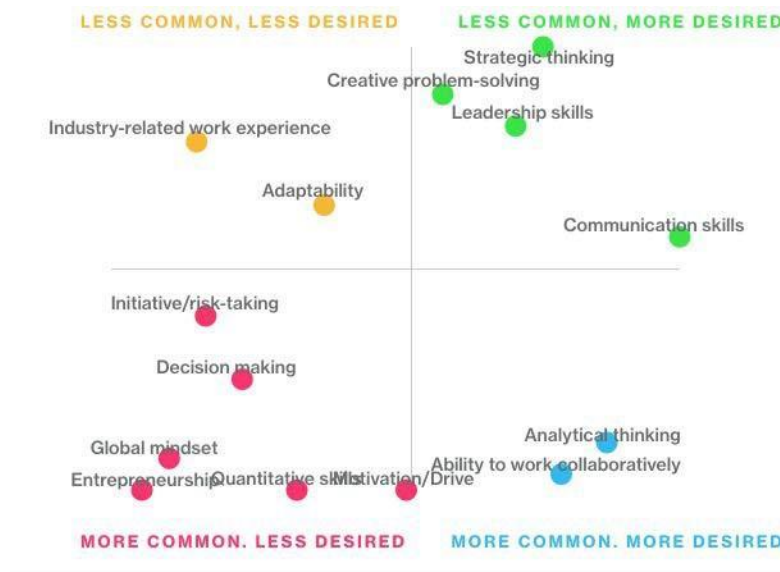 LESS COMMON, LESS DESIRED
LESS COMMON, MORE DESIRED
Strategic thinking
Creative problem-solving
Leadership skills
Industry-related work experience
Adaptability
Communication skills
Initiative/risk-taking
Decision making
Analytical thinking
Global mindset
Ability to work collaboratively
Entrepreneurship
Quantitative skills
Motivation/Drive
MORE COMMON. LESS DESIRED
MORE COMMON. MORE DESIRED